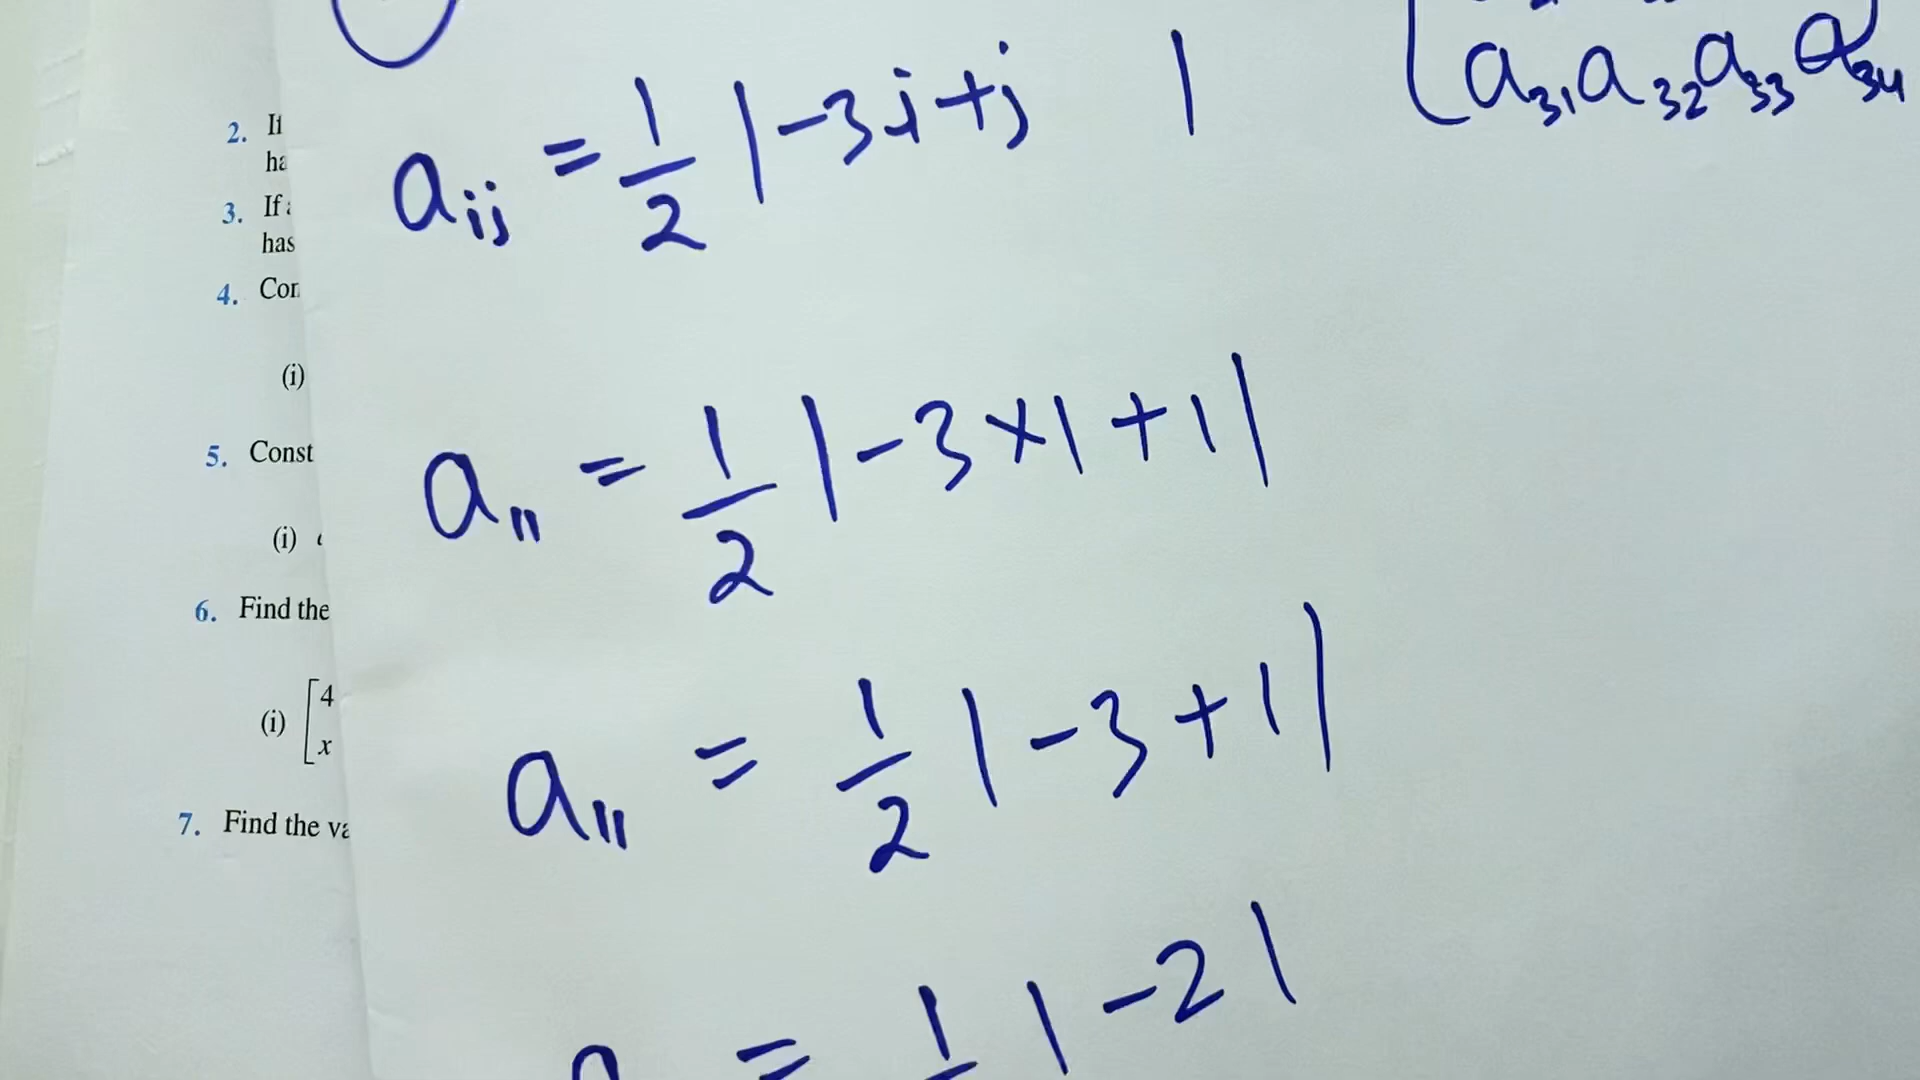 a₃₁ a₃₂ a₃₃ a₃₄
aᵢⱼ = 1/2 |-3i+j |
a₁₁ = 1/2 |-3×1+1|
a₁₁ = 1/2 |-3+1|
= 1 |-2|
2. If
ha
3. If
has
4.
(i)
5. Const
(i)
6. Find the
(i) [4
x
7. Find the